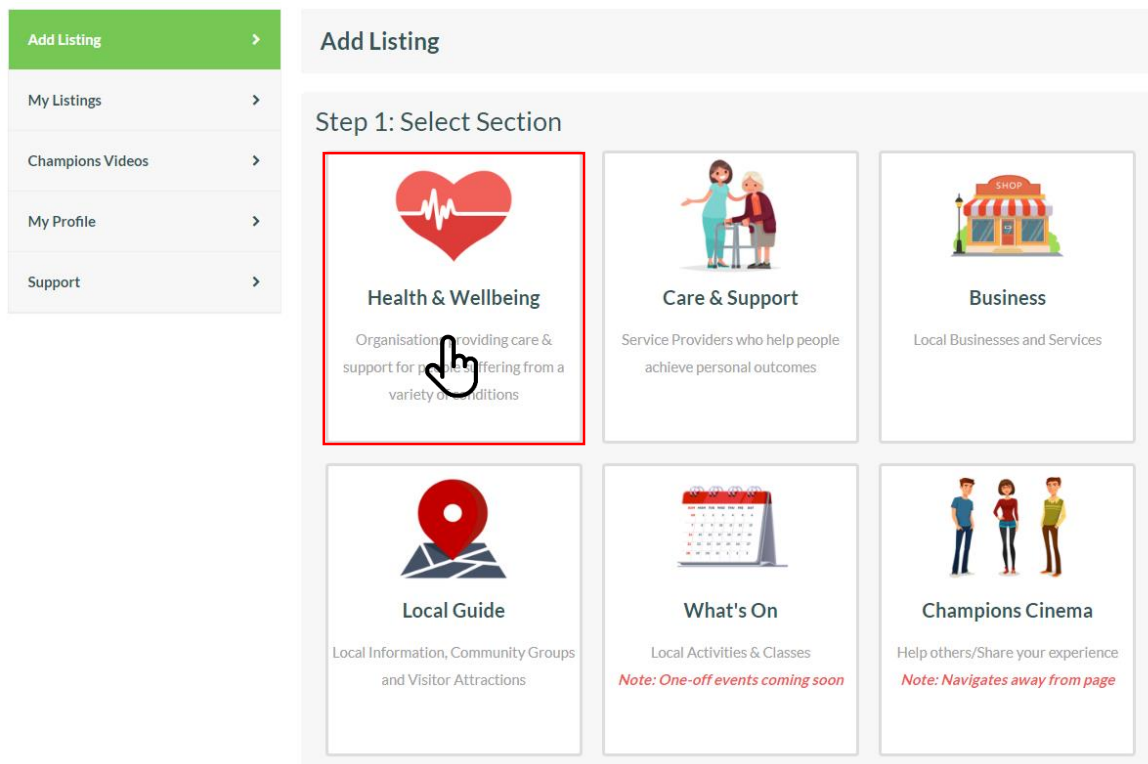 Add Listing
My Listings
Champions Videos
My Profile
Support
Add Listing
Step 1: Select Section
Health & Wellbeing
providing care &
support for suffering from a
variety of
Care & Support
Service Providers who help people
achieve personal outcomes
SHOP
Business
Local Businesses and Services
Local Guide
Local Information, Community Groups
and Visitor Attractions
What's On
Local Activities & Classes
Note: One-off events coming soon
Champions Cinema
Help others/Share your experience
Note: Navigates away from page